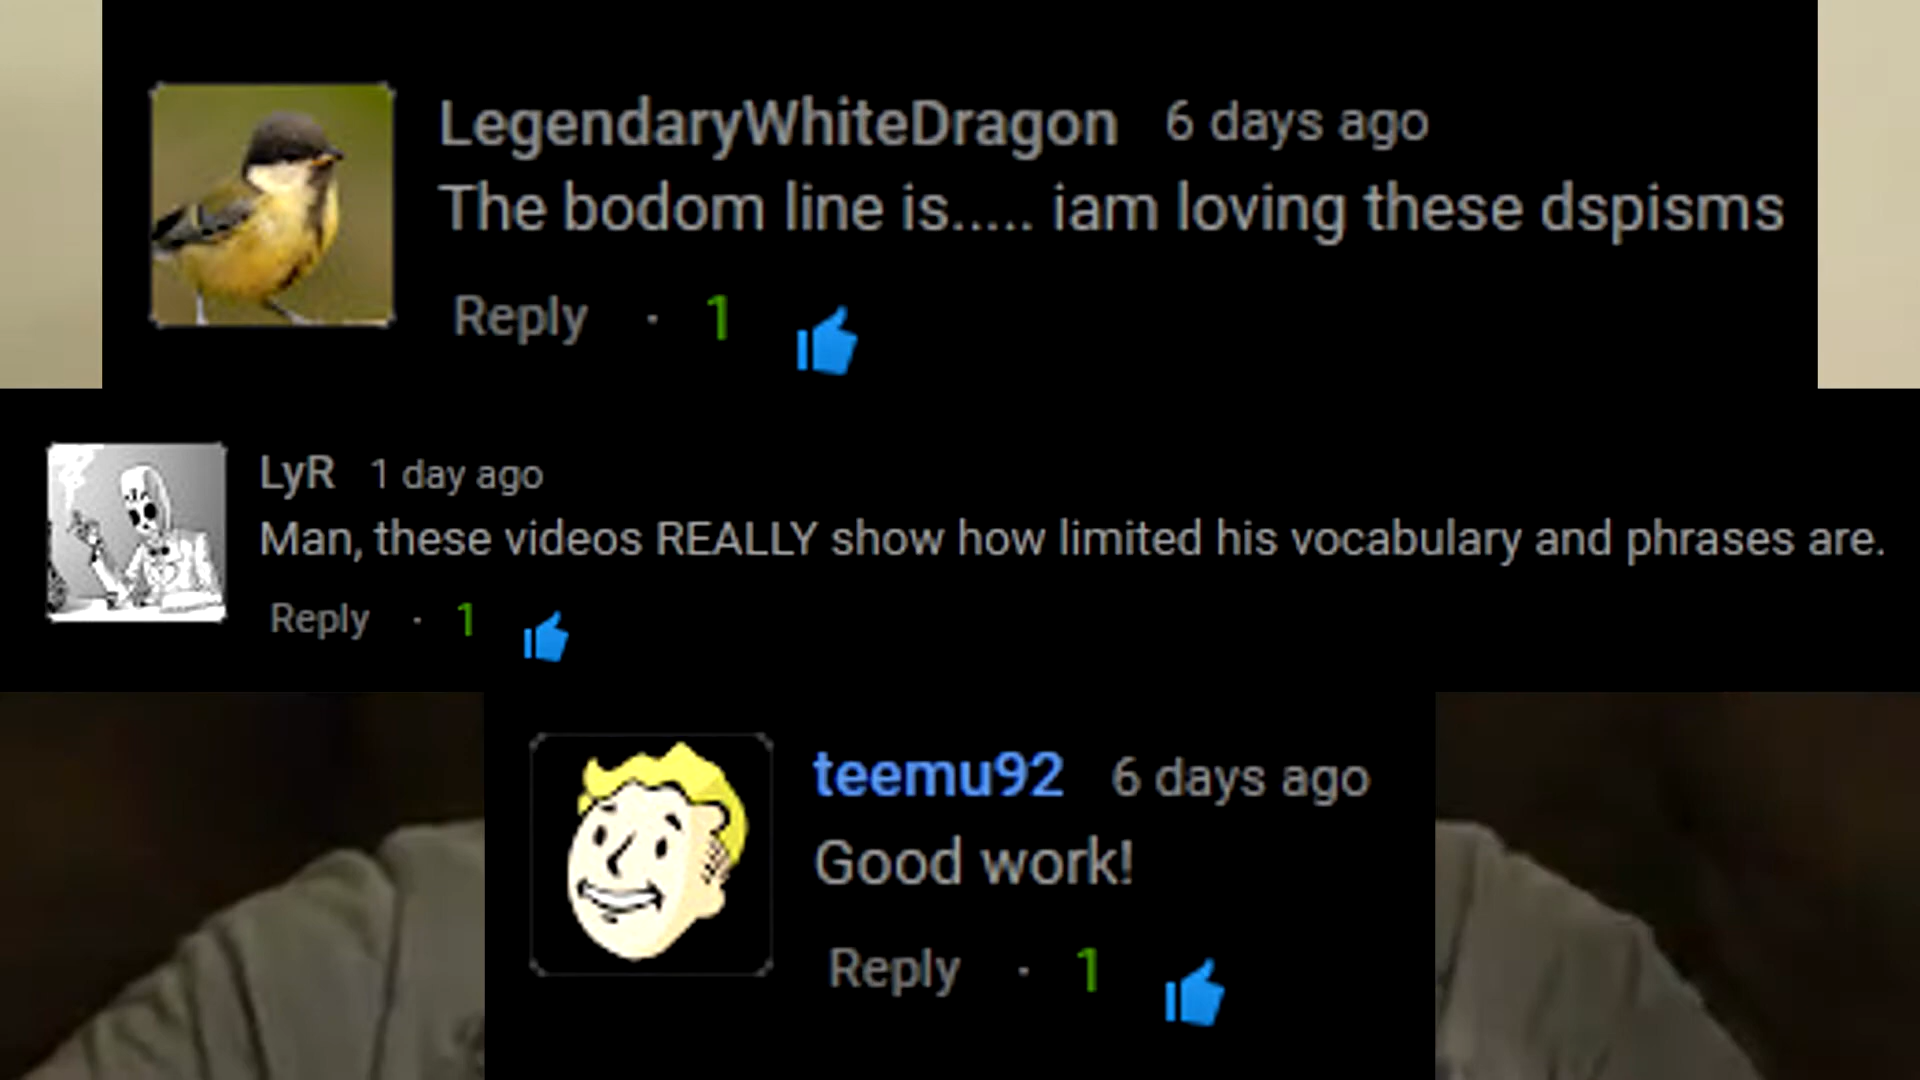 LegendaryWhiteDragon 6 days ago
The bodom line is..... iam loving these dspisms
Reply · 1
LyR 1 day ago
Man, these videos REALLY show how limited his vocabulary and phrases are.
Reply · 1
teemu92 6 days ago
Good work!
Reply · 1